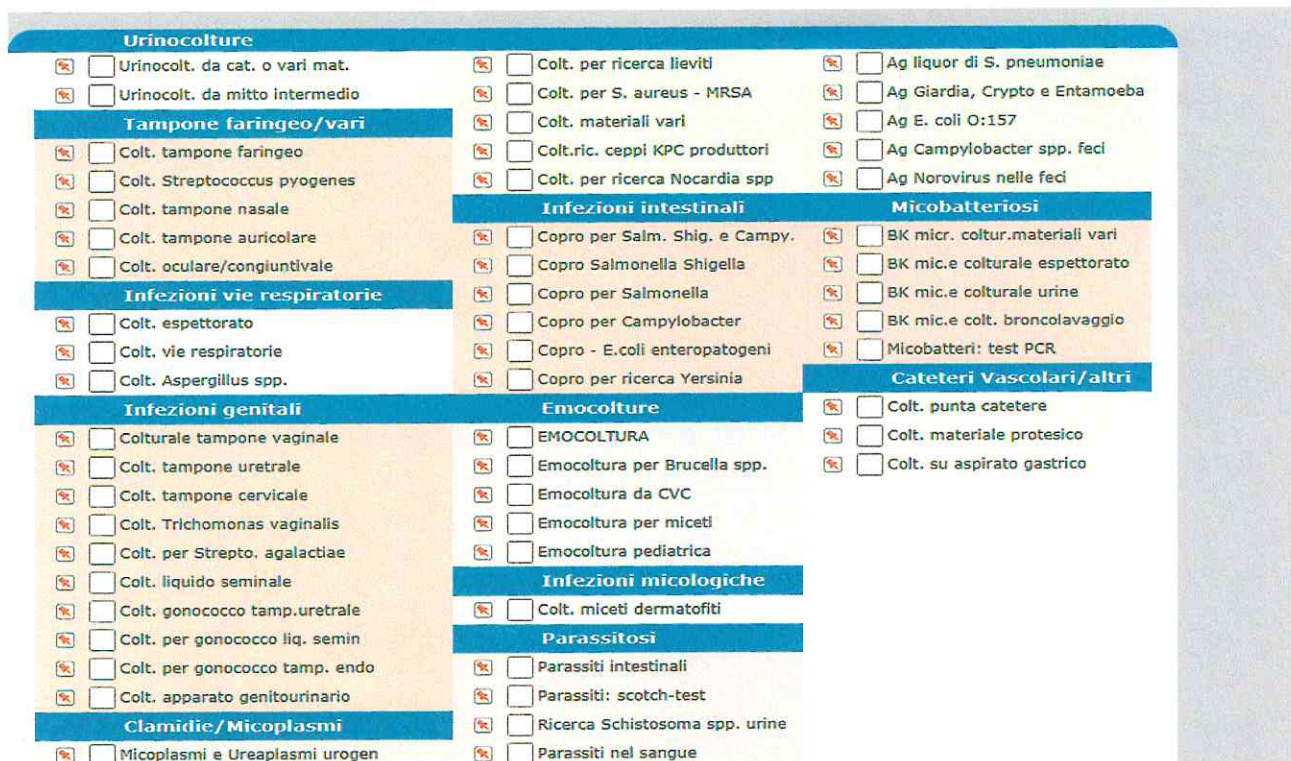 Urinocolture
Urinocolt. da cat. o vari mat.
Urinocolt. da mitto intermedio
Tampone faringeo/vari
Colt. tampone faringeo
Colt. Streptococcus pyogenes
Colt. tampone nasale
Colt. tampone auricolare
Colt. oculare/congiuntivale
Infezioni vie respiratorie
Colt. espettorato
Colt. vie respiratorie
Colt. Aspergillus spp.
Infezioni genitali
Colturale tampone vaginale
Colt. tampone uretrale
Colt. tampone cervicale
Colt. Trichomonas vaginalis
Colt. per Strepto. agalactiae
Colt. liquido seminale
Colt. gonococco tamp.uretrale
Colt. per gonococco liq. semin
Colt. per gonococco tamp. endo
Colt. apparato genitourinario
Clamidie/Micoplasmi
Micoplasmi e Ureaplasmi urogen
Colt. per ricerca lieviti
Colt. per S. aureus - MRSA
Colt. materiali vari
Colt.ric. ceppi KPC produttori
Colt. per ricerca Nocardia spp
Infezioni intestinali
Copro per Salm. Shig. e Campy.
Copro Salmonella Shigella
Copro per Salmonella
Copro per Campylobacter
Copro - E.coli enteropatogeni
Copro per ricerca Yersinia
Emocolture
EMOCOLTURA
Emocoltura per Brucella spp.
Emocoltura da CVC
Emocoltura per miceti
Emocoltura pediatrica
Infezioni micologiche
Colt. miceti dermatofiti
Parassitosi
Parassiti intestinali
Parassiti: scotch-test
Ricerca Schistosoma spp. urine
Parassiti nel sangue
Ag liquor di S. pneumoniae
Ag Giardia, Crypto e Entamoeba
Ag E. coli O:157
Ag Campylobacter spp. feci
Ag Norovirus nelle feci
Micobatteriosi
BK micr. coltur.materiali vari
BK mic.e colturale espettorato
BK mic.e colturale urine
BK mic.e colt. broncolavaggio
Micobatteri: test PCR
Cateteri Vascolari/altri
Colt. punta catetere
Colt. materiale protesico
Colt. su aspirato gastrico